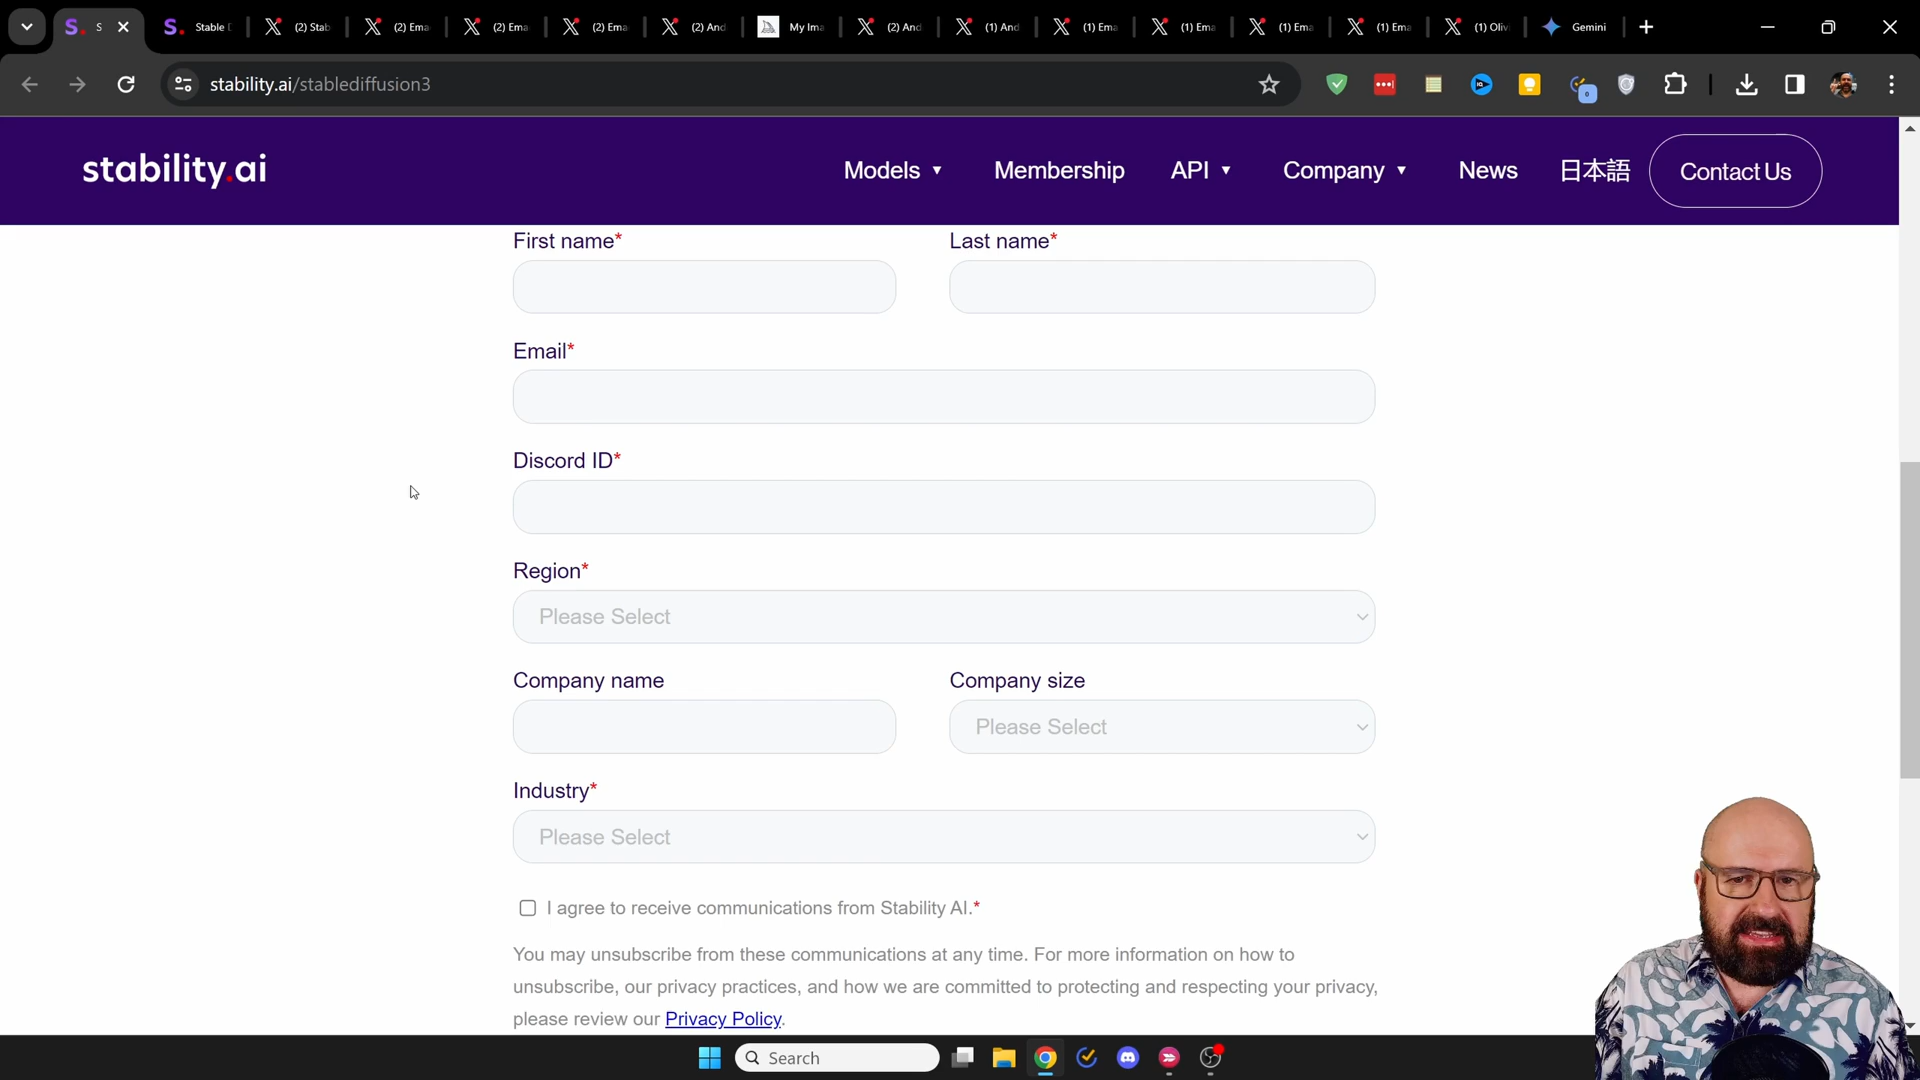 S
Stable D
(2) Stab
(2) Ema
(2) Ema
(2) Ema
(2) And
My Ima
(2) And
(1) And
(1) Ema
(1) Ema
(1) Ema
(1) Ema
(1) Oliv
Gemini
stability.ai/stablediffusion3
stability.ai
Models
Membership
API
Company
News
日本語
Contact Us
First name*
Last name*
Email*
Discord ID*
Region*
Please Select
Company name
Company size
Please Select
Industry*
Please Select
I agree to receive communications from Stability AI.*
You may unsubscribe from these communications at any time. For more information on how to
unsubscribe, our privacy practices, and how we are committed to protecting and respecting your privacy,
please review our Privacy Policy.
Search